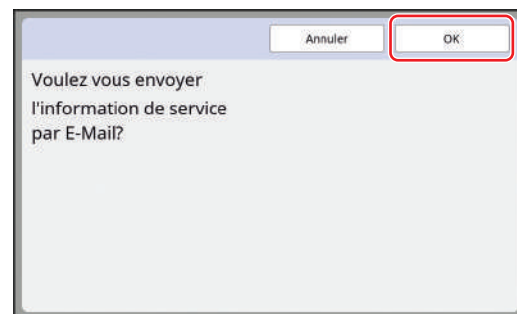 Annuler
OK
Voulez vous envoyer
l'information de service
par E-Mail?